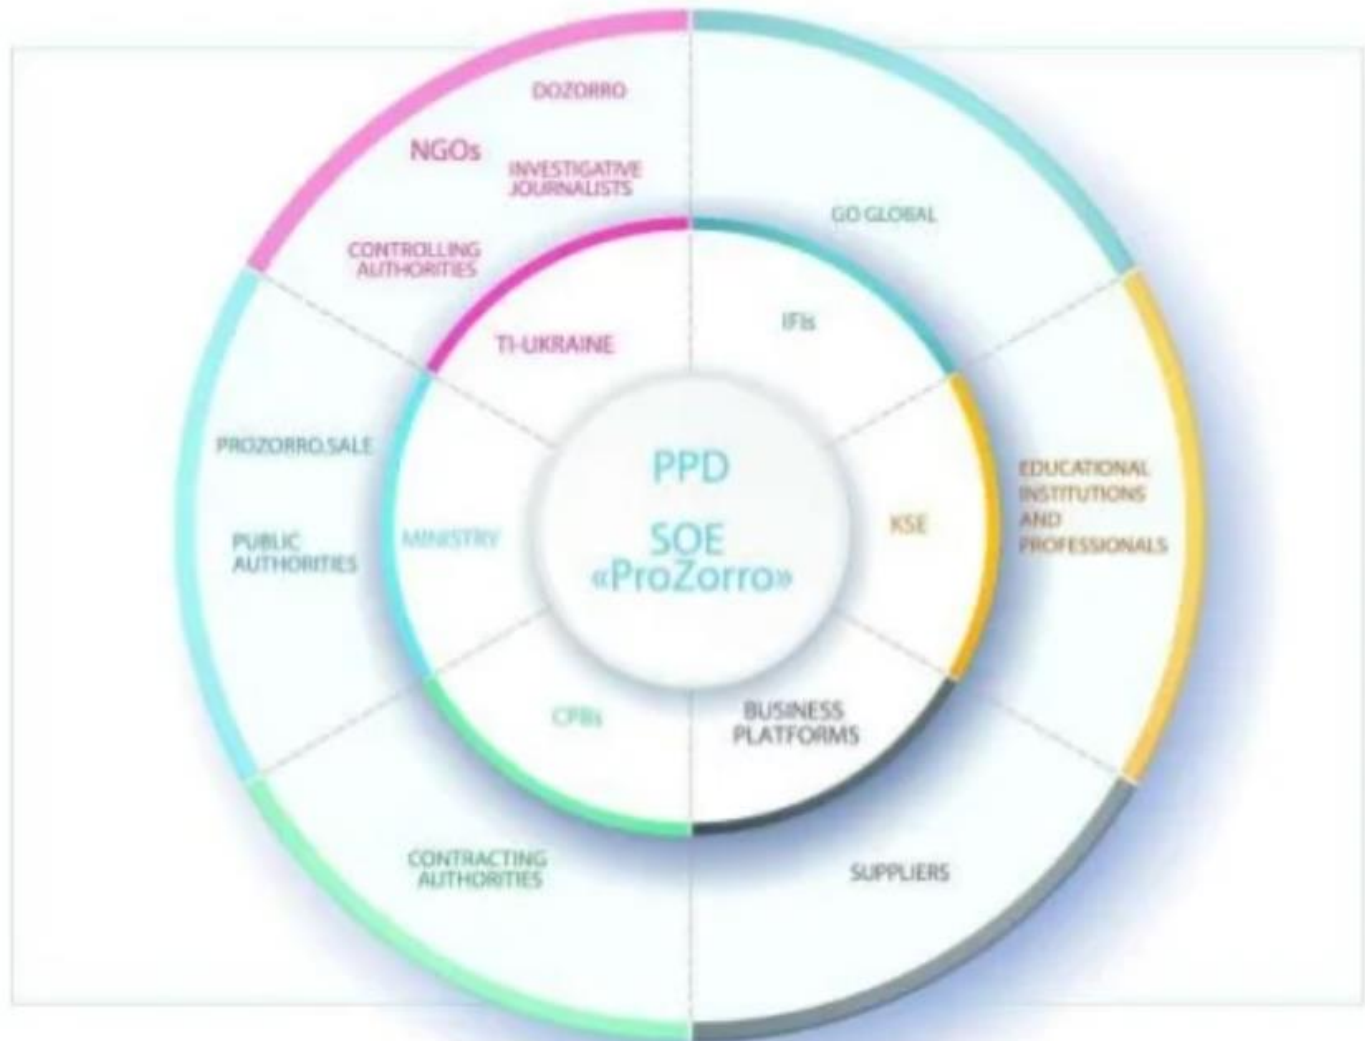 DOZORRO
NGOs
INVESTIGATIVE
JOURNALISTS
CONTROLLING
AUTHORITIES
TI-UKRAINE
GO GLOBAL
IFIs
PROZORRO.SALE
PUBLIC
AUTHORITIES
MINISTRY
PPD
SOE
«ProZorro»
KSE
EDUCATIONAL
INSTITUTIONS
AND
PROFESSIONALS
CPBs
BUSINESS
PLATFORMS
CONTRACTING
AUTHORITIES
SUPPLIERS